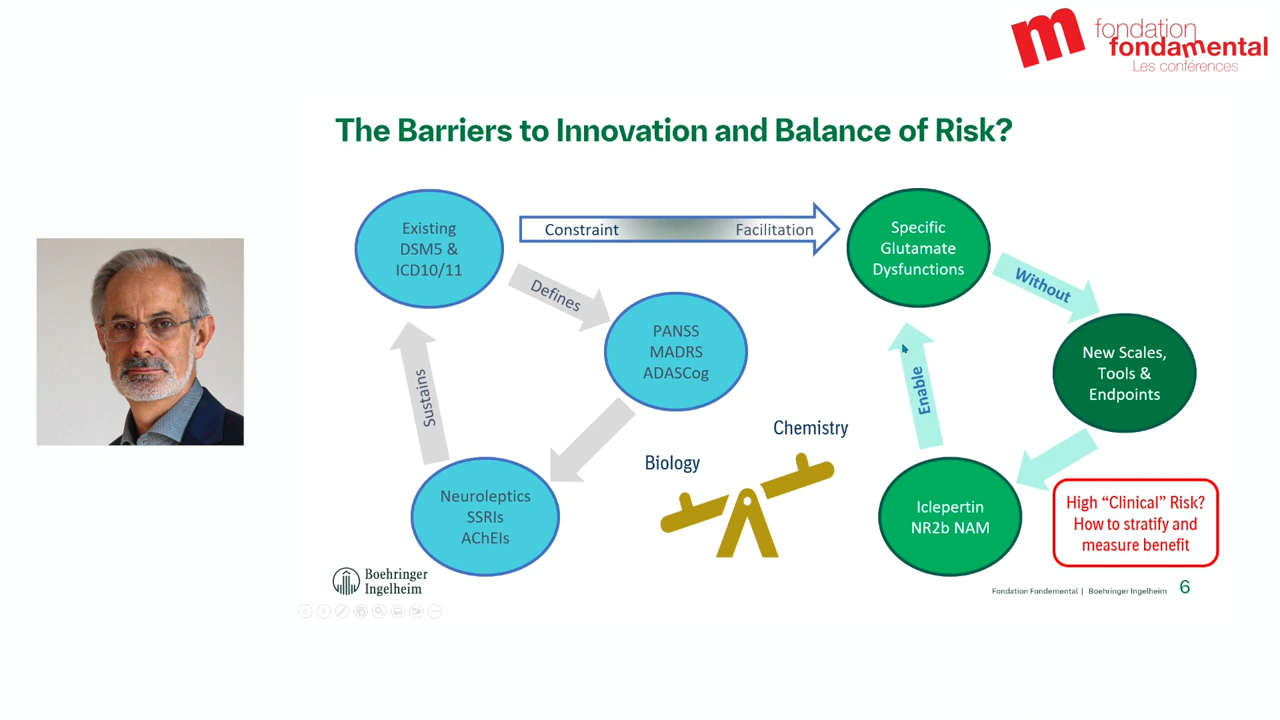 fondation
fondamental
Les conférences
The Barriers to Innovation and Balance of Risk?
Existing
DSM5 &
ICD10/11
Constraint
Facilitation
Specific
Glutamate
Dysfunctions
Defines
Without
PANSS
MADRS
ADASCog
New Scales,
Tools &
Endpoints
Sustains
Enable
Chemistry
Biology
Neuroleptics
SSRIs
AChEIs
Iclepertin
NR2b NAM
High “Clinical” Risk?
How to stratify and
measure benefit
Boehringer
Ingelheim
Fondation Fondemental | Boehringer Ingelheim 6